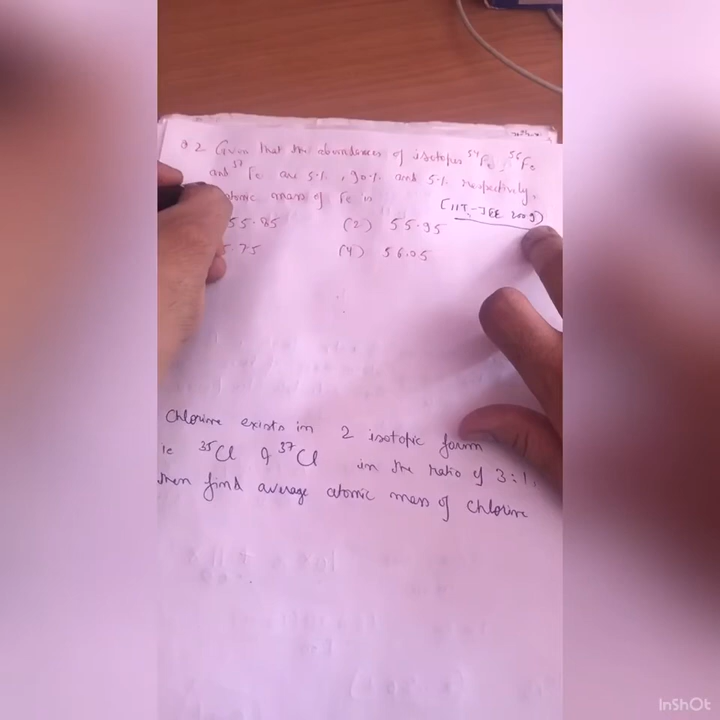 Q 2. Given that the abundances of isotopes ⁵⁴Fe, ⁵⁶Fe
and ⁵⁷Fe are 5%, 90% and 5% respectively,
atomic mass of Fe is
[IIT-JEE 2009]
55.85 (2) 55.95
5.75 (4) 56.05
Chlorine exists in 2 isotopic form
ie ³⁵Cl & ³⁷Cl in the ratio of 3:1,
then find average atomic mass of chlorine
InShOt